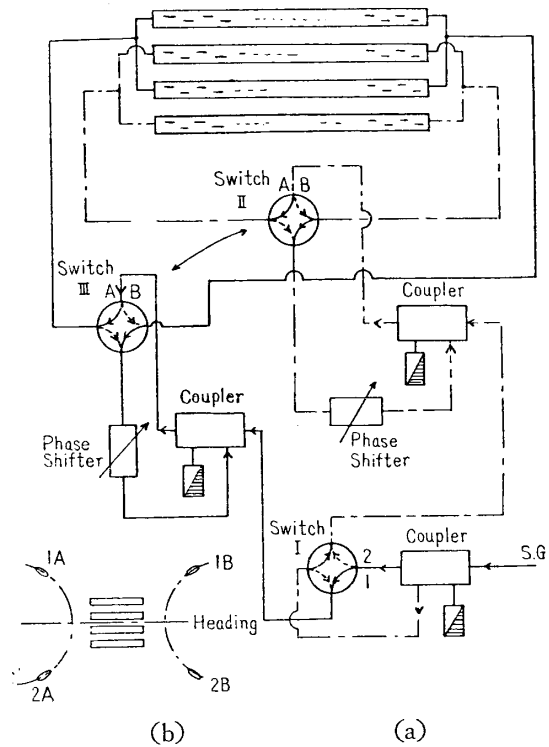 Switch
II
A B
Switch
III
A B
Coupler
Coupler
Phase
Shifter
Phase
Shifter
Switch
I
2
1
Coupler
S.G
1A
1B
Heading
2A
2B
(b)
(a)